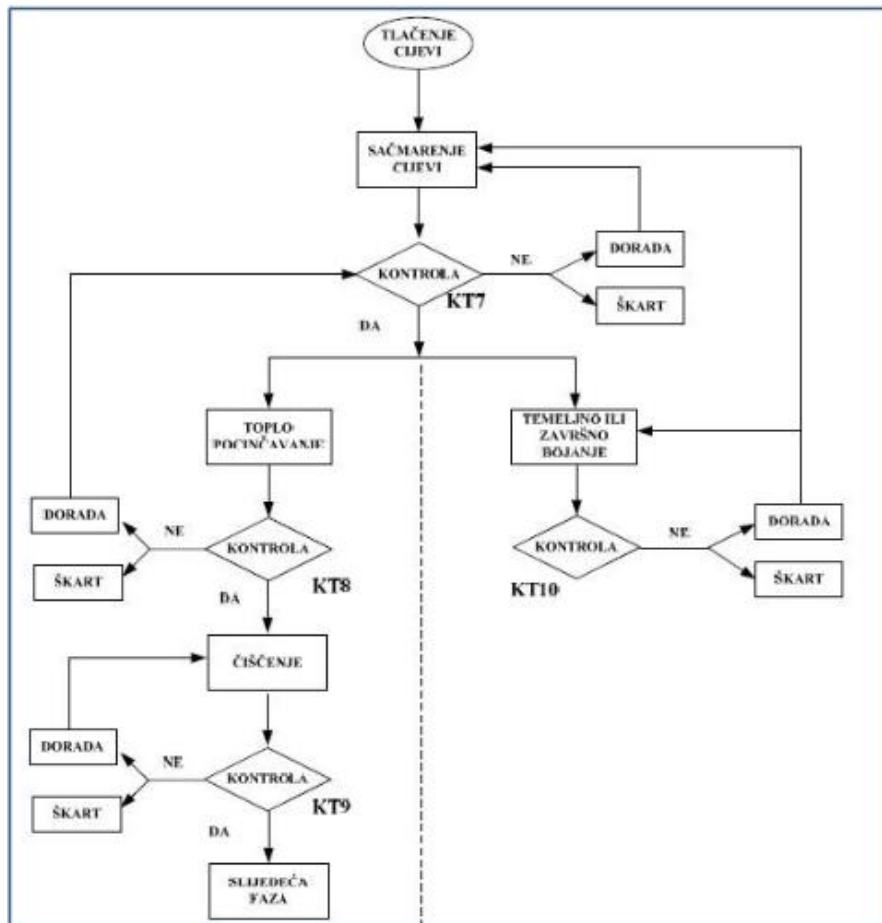 TLAČENJE
CIJEVI
SAČMARENJE
CIJEVI
KONTROLA
KT7
NE
DORADA
ŠKART
DA
TOPLO
POCINČAVANJE
TEMELJNO ILI
ZAVRŠNO
BOJANJE
DORADA
NE
KONTROLA
KT8
ŠKART
DA
KONTROLA
KT10
NE
DORADA
ŠKART
ČIŠĆENJE
DORADA
NE
KONTROLA
KT9
ŠKART
DA
SLIJEDEĆA
FAZA